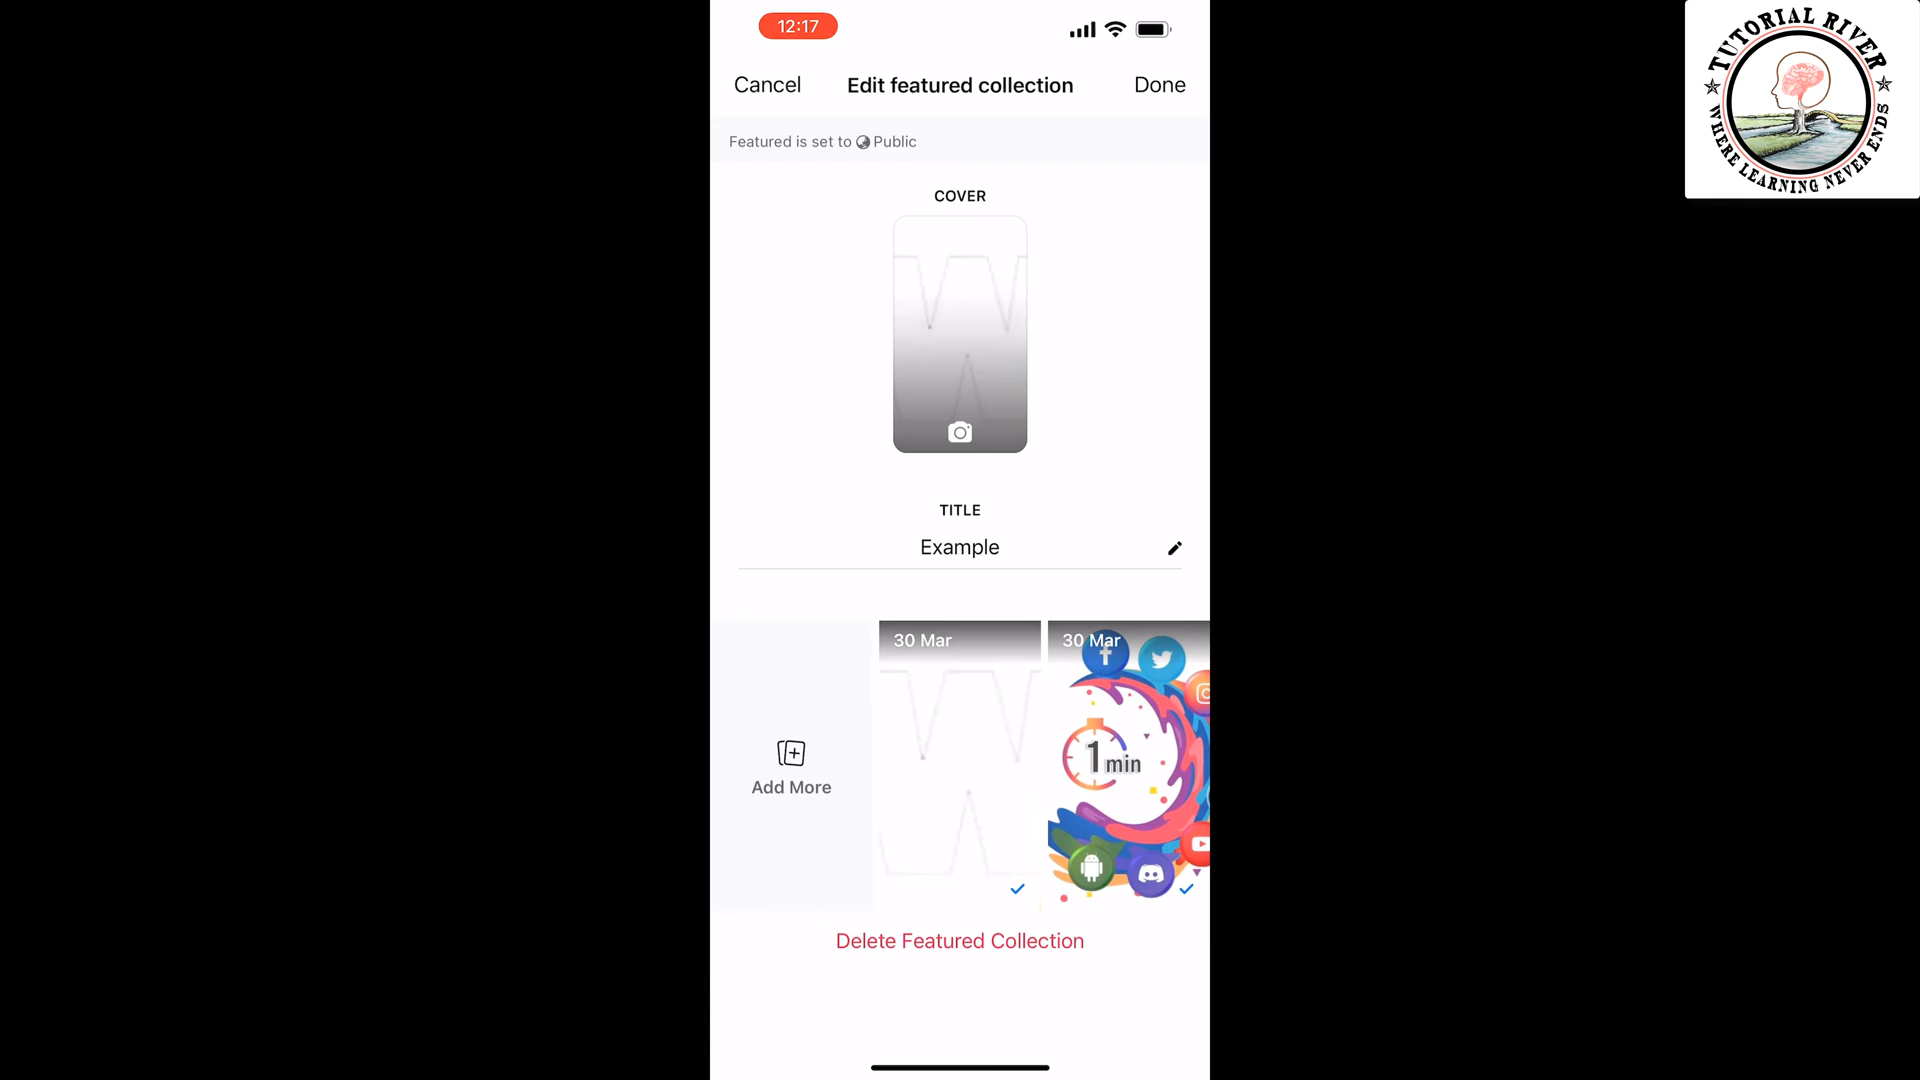 12:17
Cancel
Edit featured collection
Done
Featured is set to Public
COVER
TITLE
Example
30 Mar
30 Mar
1 min
Add More
Delete Featured Collection
TUTORIAL RIVER
WHERE LEARNING NEVER ENDS